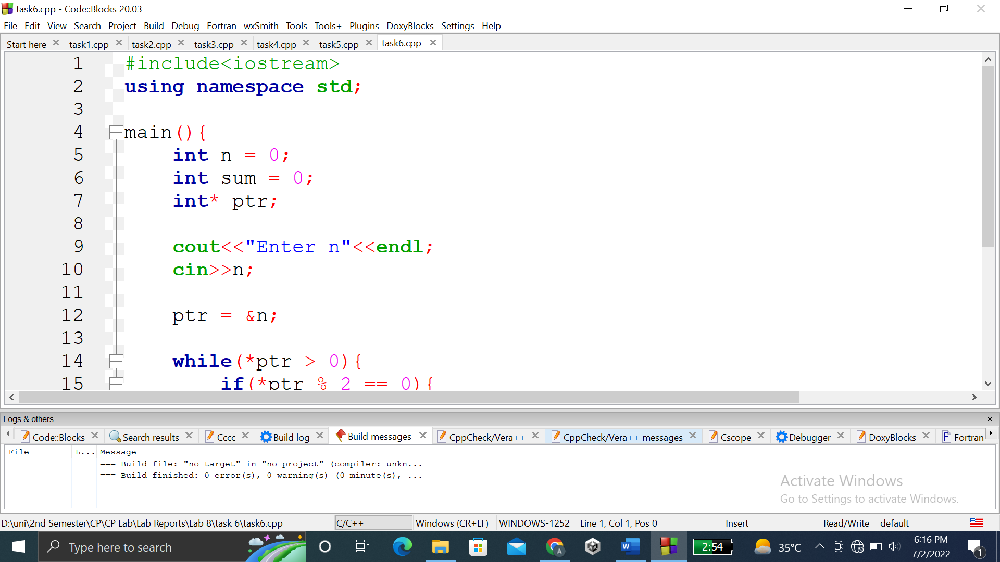 task6.cpp - Code::Blocks 20.03
File Edit View Search Project Build Debug Fortran wxSmith Tools Tools+ Plugins DoxyBlocks Settings Help
Start here task1.cpp task2.cpp task3.cpp task4.cpp task5.cpp task6.cpp
1 #include<iostream>
2 using namespace std;
3
4 main(){
5 int n = 0;
6 int sum = 0;
7 int* ptr;
8
9 cout<<"Enter n"<<endl;
10 cin>>n;
11
12 ptr = &n;
13
14 while(*ptr > 0){
15 if(*ptr % 2 == 0){
Logs & others
Code::Blocks Search results Cccc Build log Build messages CppCheck/Vera++ CppCheck/Vera++ messages Cscope Debugger DoxyBlocks Fortran
File L... Message
=== Build file: "no target" in "no project" (compiler: unkn...
=== Build finished: 0 error(s), 0 warning(s) (0 minute(s), ...
Activate Windows
Go to Settings to activate Windows.
D:\uni\2nd Semester\CP\CP Lab\Lab Reports\Lab 8\task 6\task6.cpp C/C++ Windows (CR+LF) WINDOWS-1252 Line 1, Col 1, Pos 0 Insert Read/Write default
Type here to search 2:54 35°C 6:16 PM
7/2/2022 1